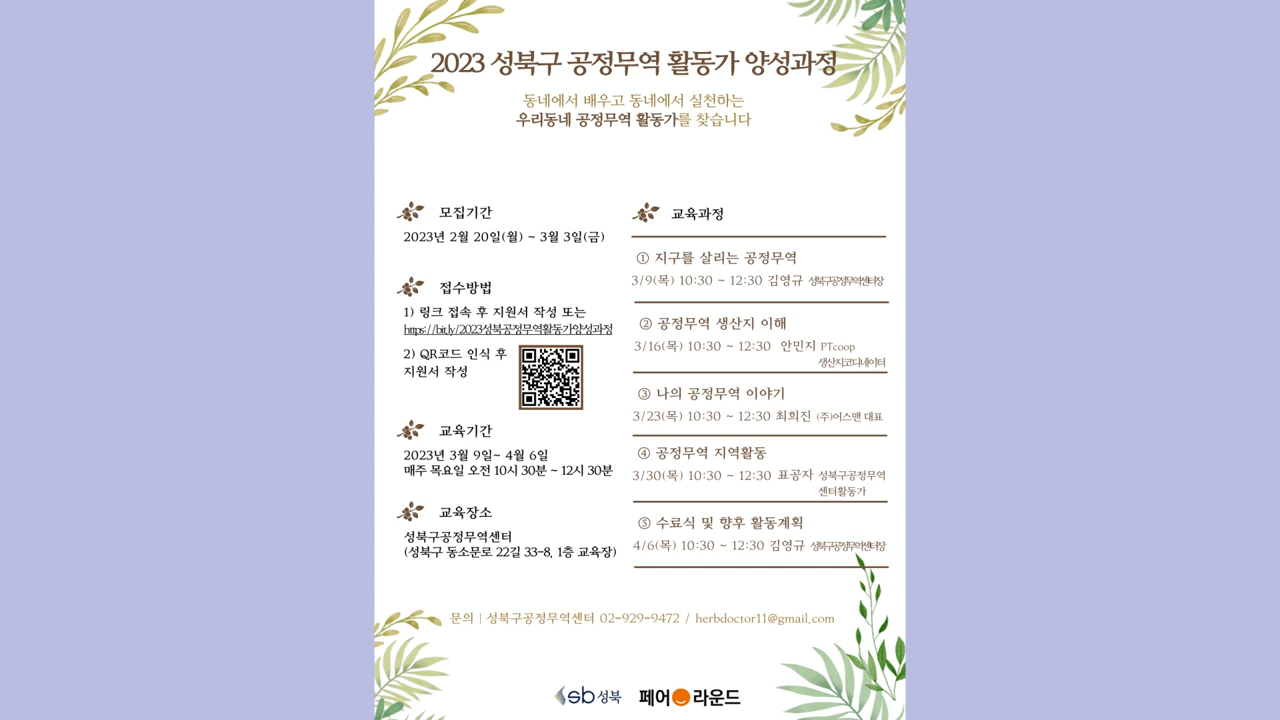 2023 성북구 공정무역 활동가 양성과정
동네에서 배우고 동네에서 실천하는
우리동네 공정무역 활동가를 찾습니다
모집기간
2023년 2월 20일(월) ~ 3월 3일(금)
접수방법
1) 링크 접속 후 지원서 작성 또는
https://bit.ly/2023성북공정무역활동가양성과정
2) QR코드 인식 후
지원서 작성
교육기간
2023년 3월 9일~ 4월 6일
매주 목요일 오전 10시 30분 ~ 12시 30분
교육장소
성북구공정무역센터
(성북구 동소문로 22길 33-8, 1층 교육장)
교육과정
① 지구를 살리는 공정무역
3/9(목) 10:30 ~ 12:30 김영규 성북구공정무역센터장
② 공정무역 생산지 이해
3/16(목) 10:30 ~ 12:30 안민지 PTcoop
생산지코디네이터
③ 나의 공정무역 이야기
3/23(목) 10:30 ~ 12:30 최희진 (주)어스맨 대표
④ 공정무역 지역활동
3/30(목) 10:30 ~ 12:30 표공자 성북구공정무역
센터활동가
⑤ 수료식 및 향후 활동계획
4/6(목) 10:30 ~ 12:30 김영규 성북구공정무역센터장
문의 | 성북구공정무역센터 02-929-9472 / herbdoctor11@gmail.com
sb 성북 페어라운드